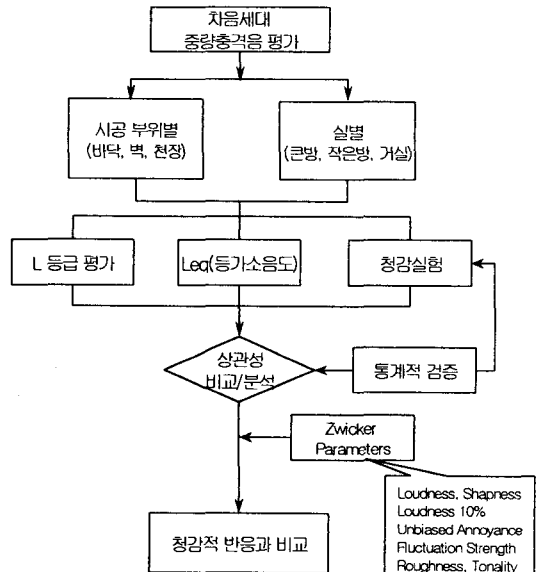 차음세대
중량충격음 평가
시공 부위별
(바닥, 벽, 천장)
실별
(큰방, 작은방, 거실)
L 등급 평가
Leq(등가소음도)
청감실험
상관성
비교/분석
통계적 검증
Zwicker
Parameters
Loudness, Shapness
Loudness 10%
Unbiased Annoyance
Fluctuation Strength
Roughness, Tonality
청감적 반응과 비교